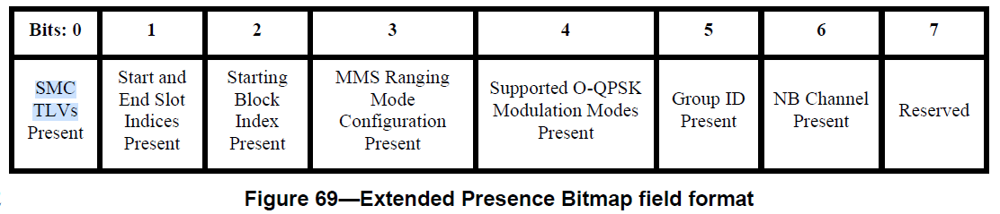 Bits: 0 1 2 3 4 5 6 7
SMC
TLVs
Present
Start and
End Slot
Indices
Present
Starting
Block
Index
Present
MMS Ranging
Mode
Configuration
Present
Supported O-QPSK
Modulation Modes
Present
Group ID
Present
NB Channel
Present
Reserved
Figure 69—Extended Presence Bitmap field format